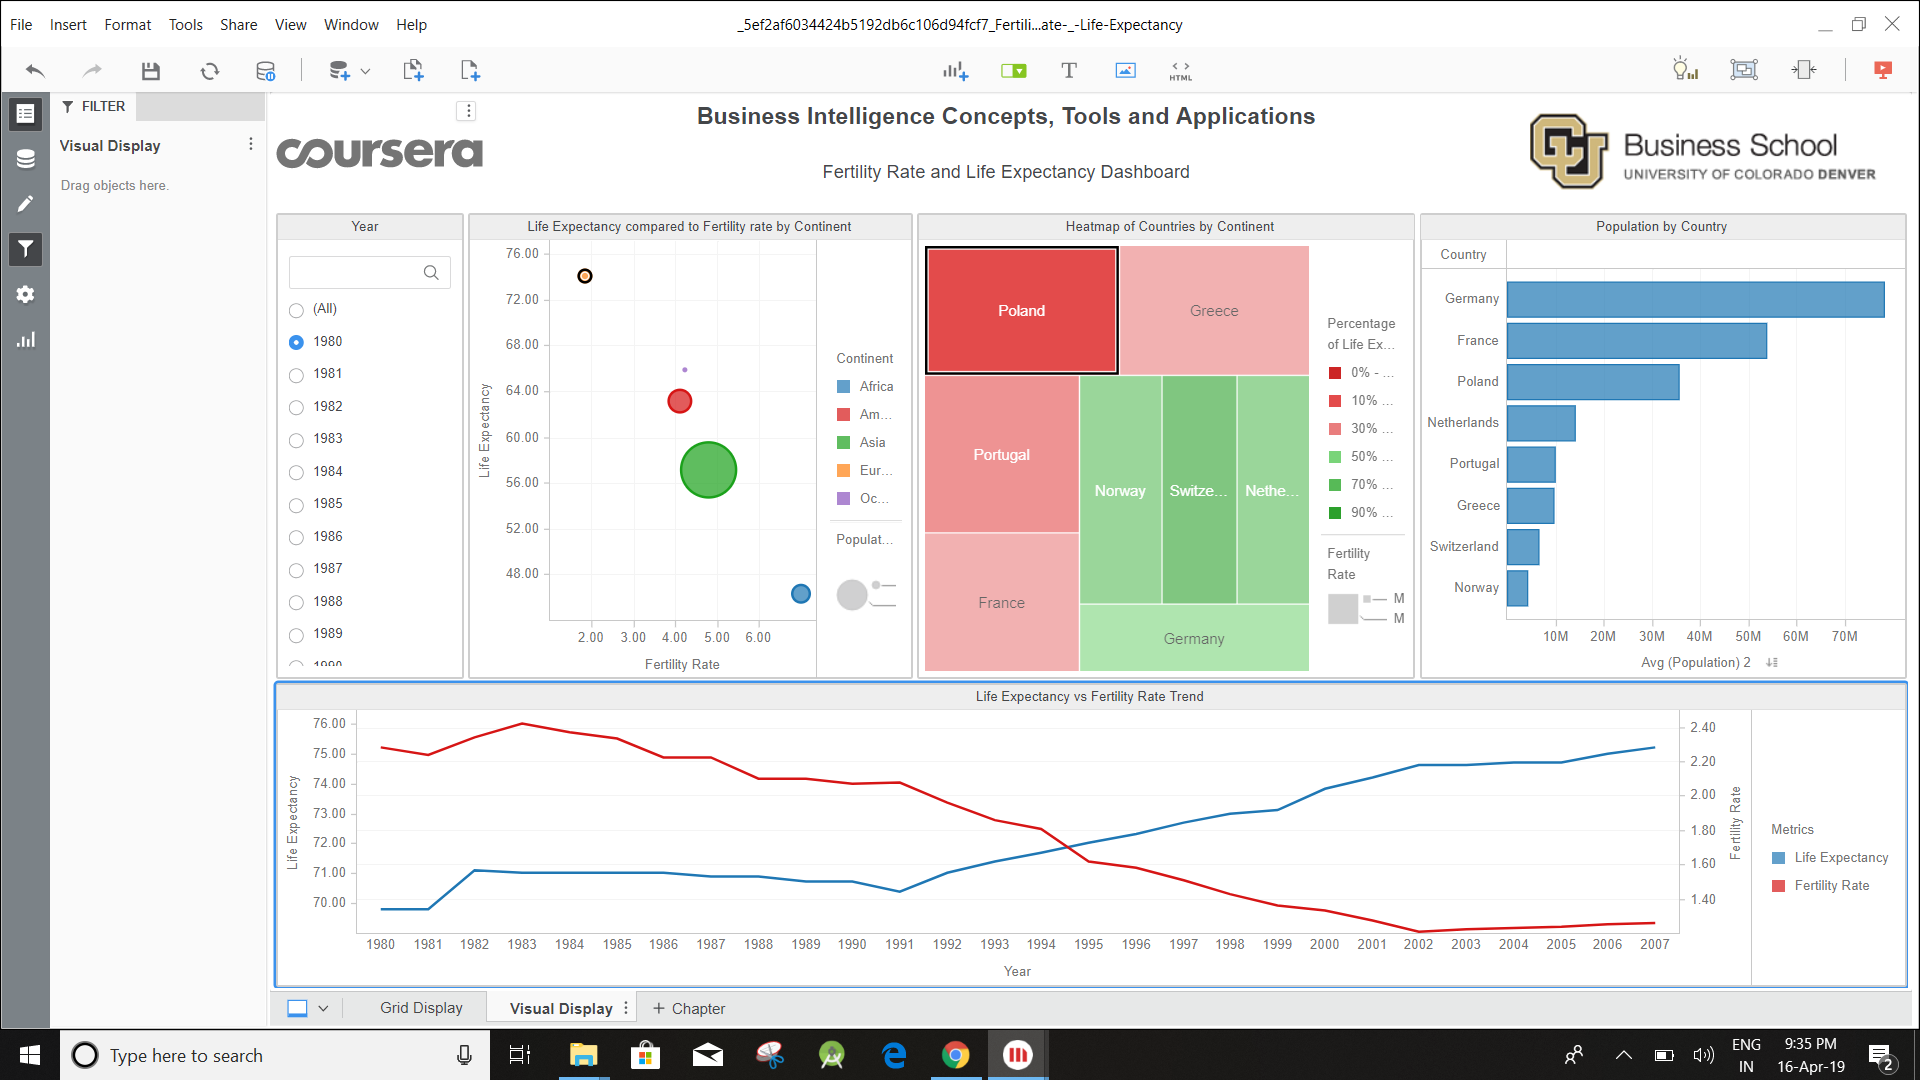 File Insert Format Tools Share View Window Help
_5ef2af6034424b5192db6c106d94fcf7_Fertili...ate-_-Life-Expectancy
T
< >
HTML
FILTER
Visual Display
Drag objects here.
coursera
Business Intelligence Concepts, Tools and Applications
Fertility Rate and Life Expectancy Dashboard
CU
Business School
UNIVERSITY OF COLORADO DENVER
Year
(All)
1980
1981
1982
1983
1984
1985
1986
1987
1988
1989
1990
Life Expectancy compared to Fertility rate by Continent
Life Expectancy
76.00
72.00
68.00
64.00
60.00
56.00
52.00
48.00
2.00 3.00 4.00 5.00 6.00
Fertility Rate
Continent
Africa
Am...
Asia
Eur...
Oc...
Populat...
Heatmap of Countries by Continent
Poland
Greece
Portugal
Norway
Switze...
Nethe...
France
Germany
Percentage
of Life Ex...
0% - ...
10% ...
30% ...
50% ...
70% ...
90% ...
Fertility
Rate
M
M
Population by Country
Country
Germany
France
Poland
Netherlands
Portugal
Greece
Switzerland
Norway
10M 20M 30M 40M 50M 60M 70M
Avg (Population) 2
Life Expectancy vs Fertility Rate Trend
Life Expectancy
76.00
75.00
74.00
73.00
72.00
71.00
70.00
2.40
2.20
2.00
1.80
1.60
1.40
Fertility Rate
1980 1981 1982 1983 1984 1985 1986 1987 1988 1989 1990 1991 1992 1993 1994 1995 1996 1997 1998 1999 2000 2001 2002 2003 2004 2005 2006 2007
Year
Metrics
Life Expectancy
Fertility Rate
Grid Display
Visual Display
+ Chapter
Type here to search
ENG
IN
9:35 PM
16-Apr-19
2